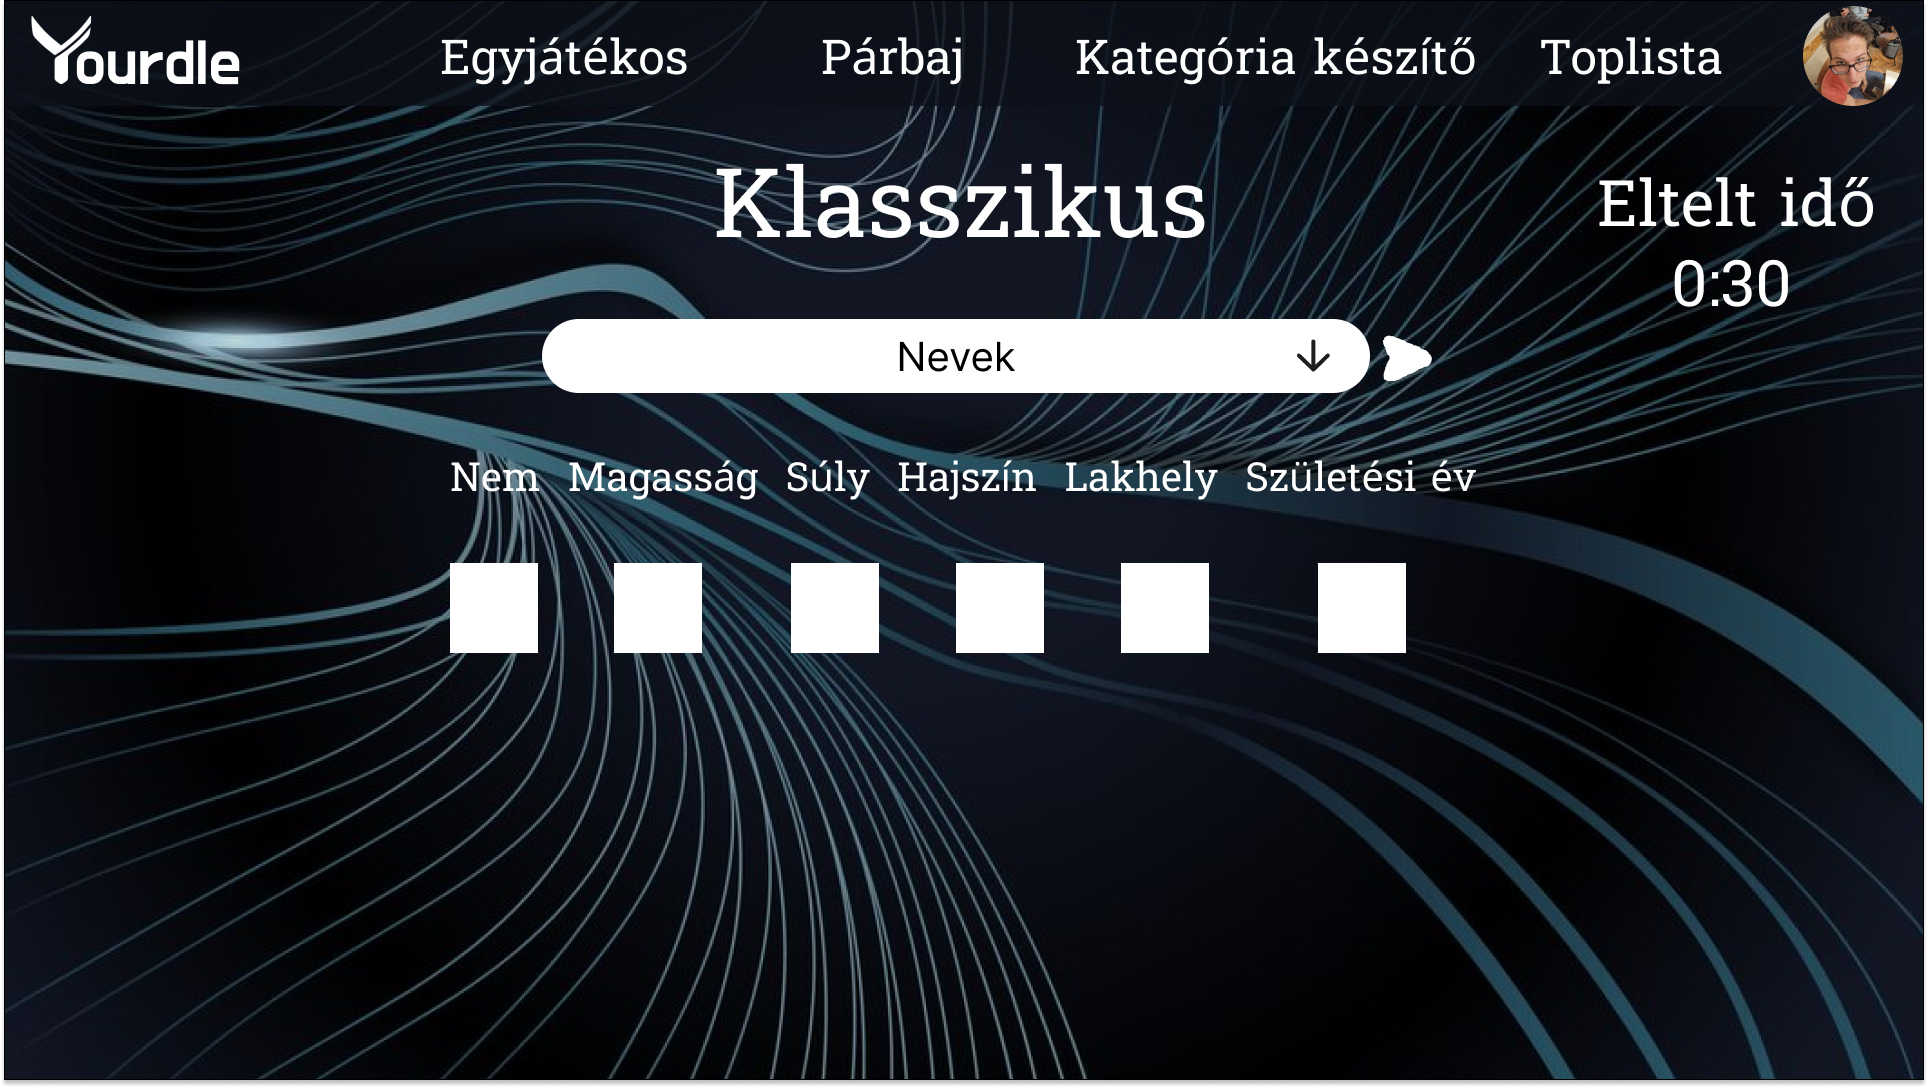 Yourdle Egyjátékos Párbaj Kategória készítő Toplista
Klasszikus
Eltelt idő
0:30
Nevek
Nem Magasság Súly Hajszín Lakhely Születési év